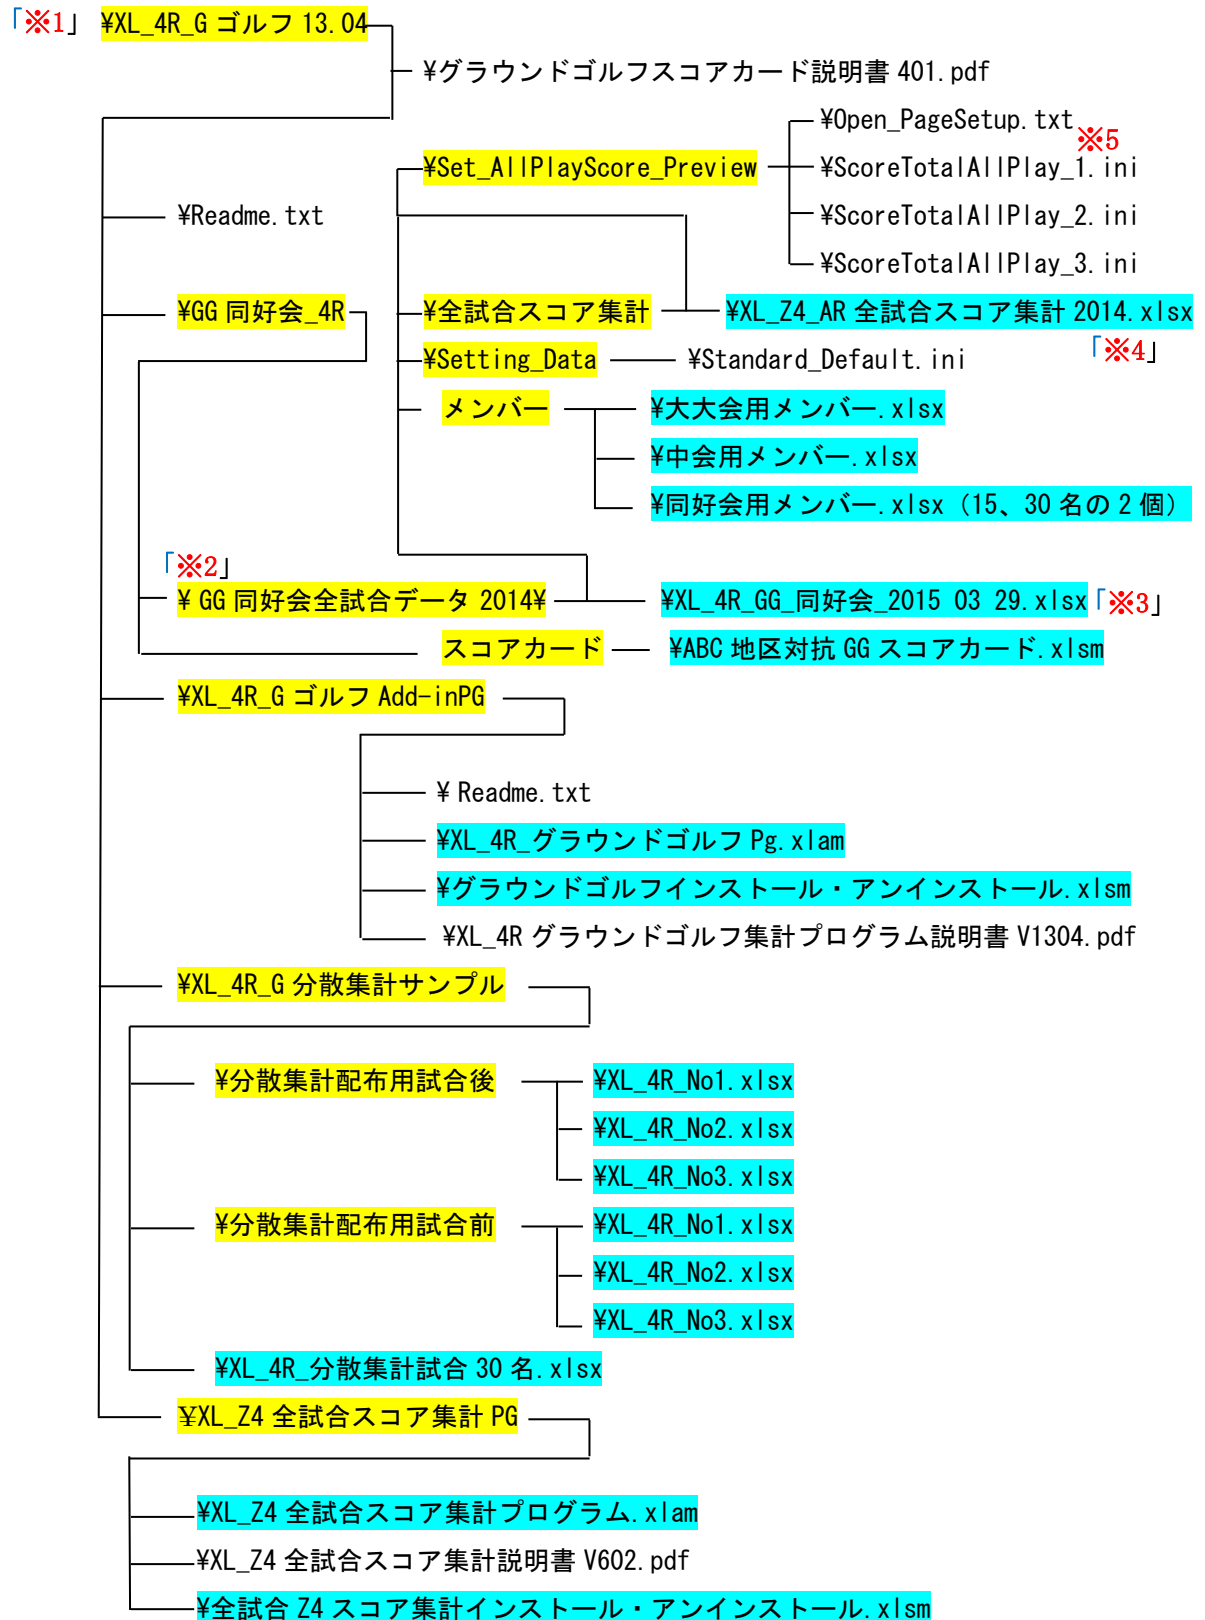 「※1」 ¥XL_4R_G ゴルフ 13.04
¥グラウンドゴルフスコアカード説明書 401.pdf
¥Open_PageSetup.txt
※5
¥Set_AllPlayScore_Preview ¥ScoreTotalAllPlay_1.ini
¥Readme.txt ¥ScoreTotalAllPlay_2.ini
¥ScoreTotalAllPlay_3.ini
¥GG 同好会_4R ¥全試合スコア集計 ¥XL_Z4_AR 全試合スコア集計 2014.xlsx
「※4」
¥Setting_Data ¥Standard_Default.ini
メンバー ¥大大会用メンバー.xlsx
¥中会用メンバー.xlsx
¥同好会用メンバー.xlsx（15、30 名の 2 個）
「※2」
¥ GG 同好会全試合データ 2014¥ ¥XL_4R_GG_同好会_2015 03 29.xlsx「※3」
スコアカード ¥ABC 地区対抗 GG スコアカード.xlsm
¥XL_4R_G ゴルフ Add-inPG
¥ Readme.txt
¥XL_4R_グラウンドゴルフ Pg.xlam
¥グラウンドゴルフインストール・アンインストール.xlsm
¥XL_4R グラウンドゴルフ集計プログラム説明書 V1304.pdf
¥XL_4R_G 分散集計サンプル
¥分散集計配布用試合後 ¥XL_4R_No1.xlsx
¥XL_4R_No2.xlsx
¥XL_4R_No3.xlsx
¥分散集計配布用試合前 ¥XL_4R_No1.xlsx
¥XL_4R_No2.xlsx
¥XL_4R_No3.xlsx
¥XL_4R_分散集計試合 30 名.xlsx
¥XL_Z4 全試合スコア集計 PG
¥XL_Z4 全試合スコア集計プログラム.xlam
¥XL_Z4 全試合スコア集計説明書 V602.pdf
¥全試合 Z4 スコア集計インストール・アンインストール.xlsm